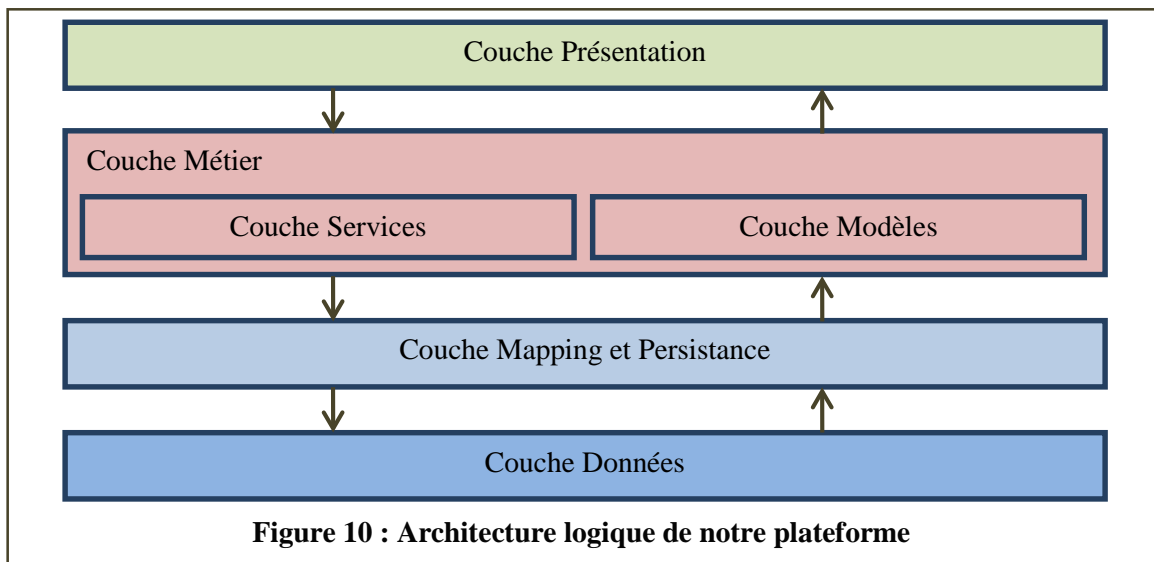 Couche Présentation
Couche Métier
Couche Services
Couche Modèles
Couche Mapping et Persistance
Couche Données
Figure 10 : Architecture logique de notre plateforme